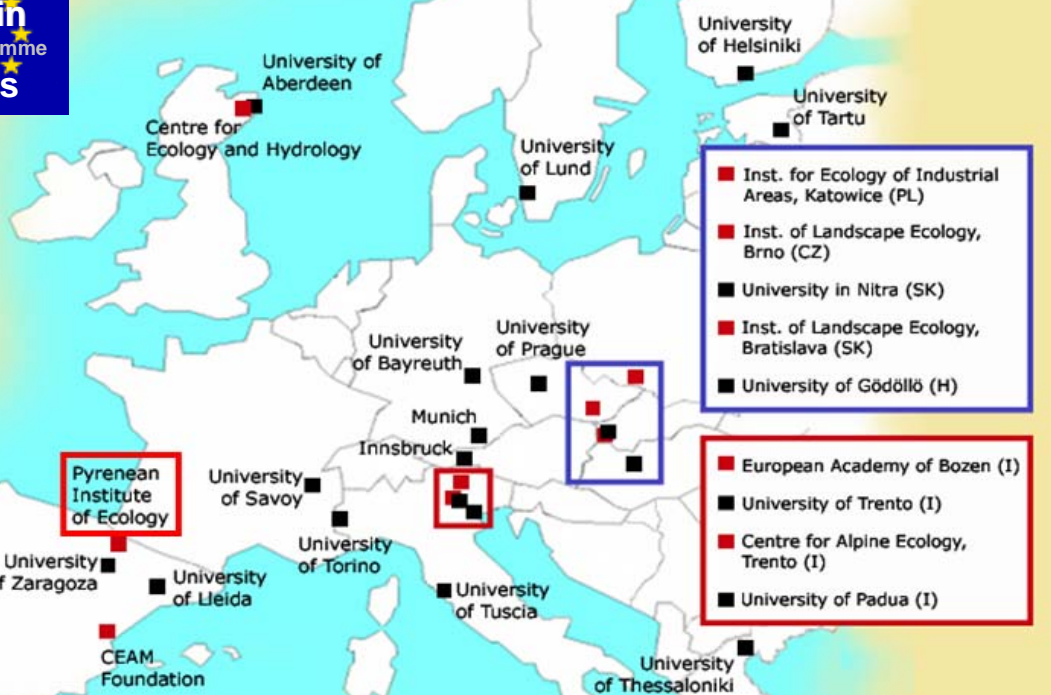 in
mme
s
University
of Helsiniki
University of
Aberdeen
University
of Tartu
Centre for
Ecology and Hydrology
University
of Lund
Inst. for Ecology of Industrial
Areas, Katowice (PL)
Inst. of Landscape Ecology,
Brno (CZ)
University in Nitra (SK)
Inst. of Landscape Ecology,
Bratislava (SK)
University of Gödölló (H)
University
of Bayreuth
University
of Prague
Munich
Innsbruck
Pyrenean
Institute
of Ecology
University
of Savoy
European Academy of Bozen (I)
University of Trento (I)
Centre for Alpine Ecology,
Trento (I)
University of Padua (I)
University
of Torino
University
f Zaragoza
University
of Lleida
University
of Tuscia
CEAM
Foundation
University
of Thessaloniki